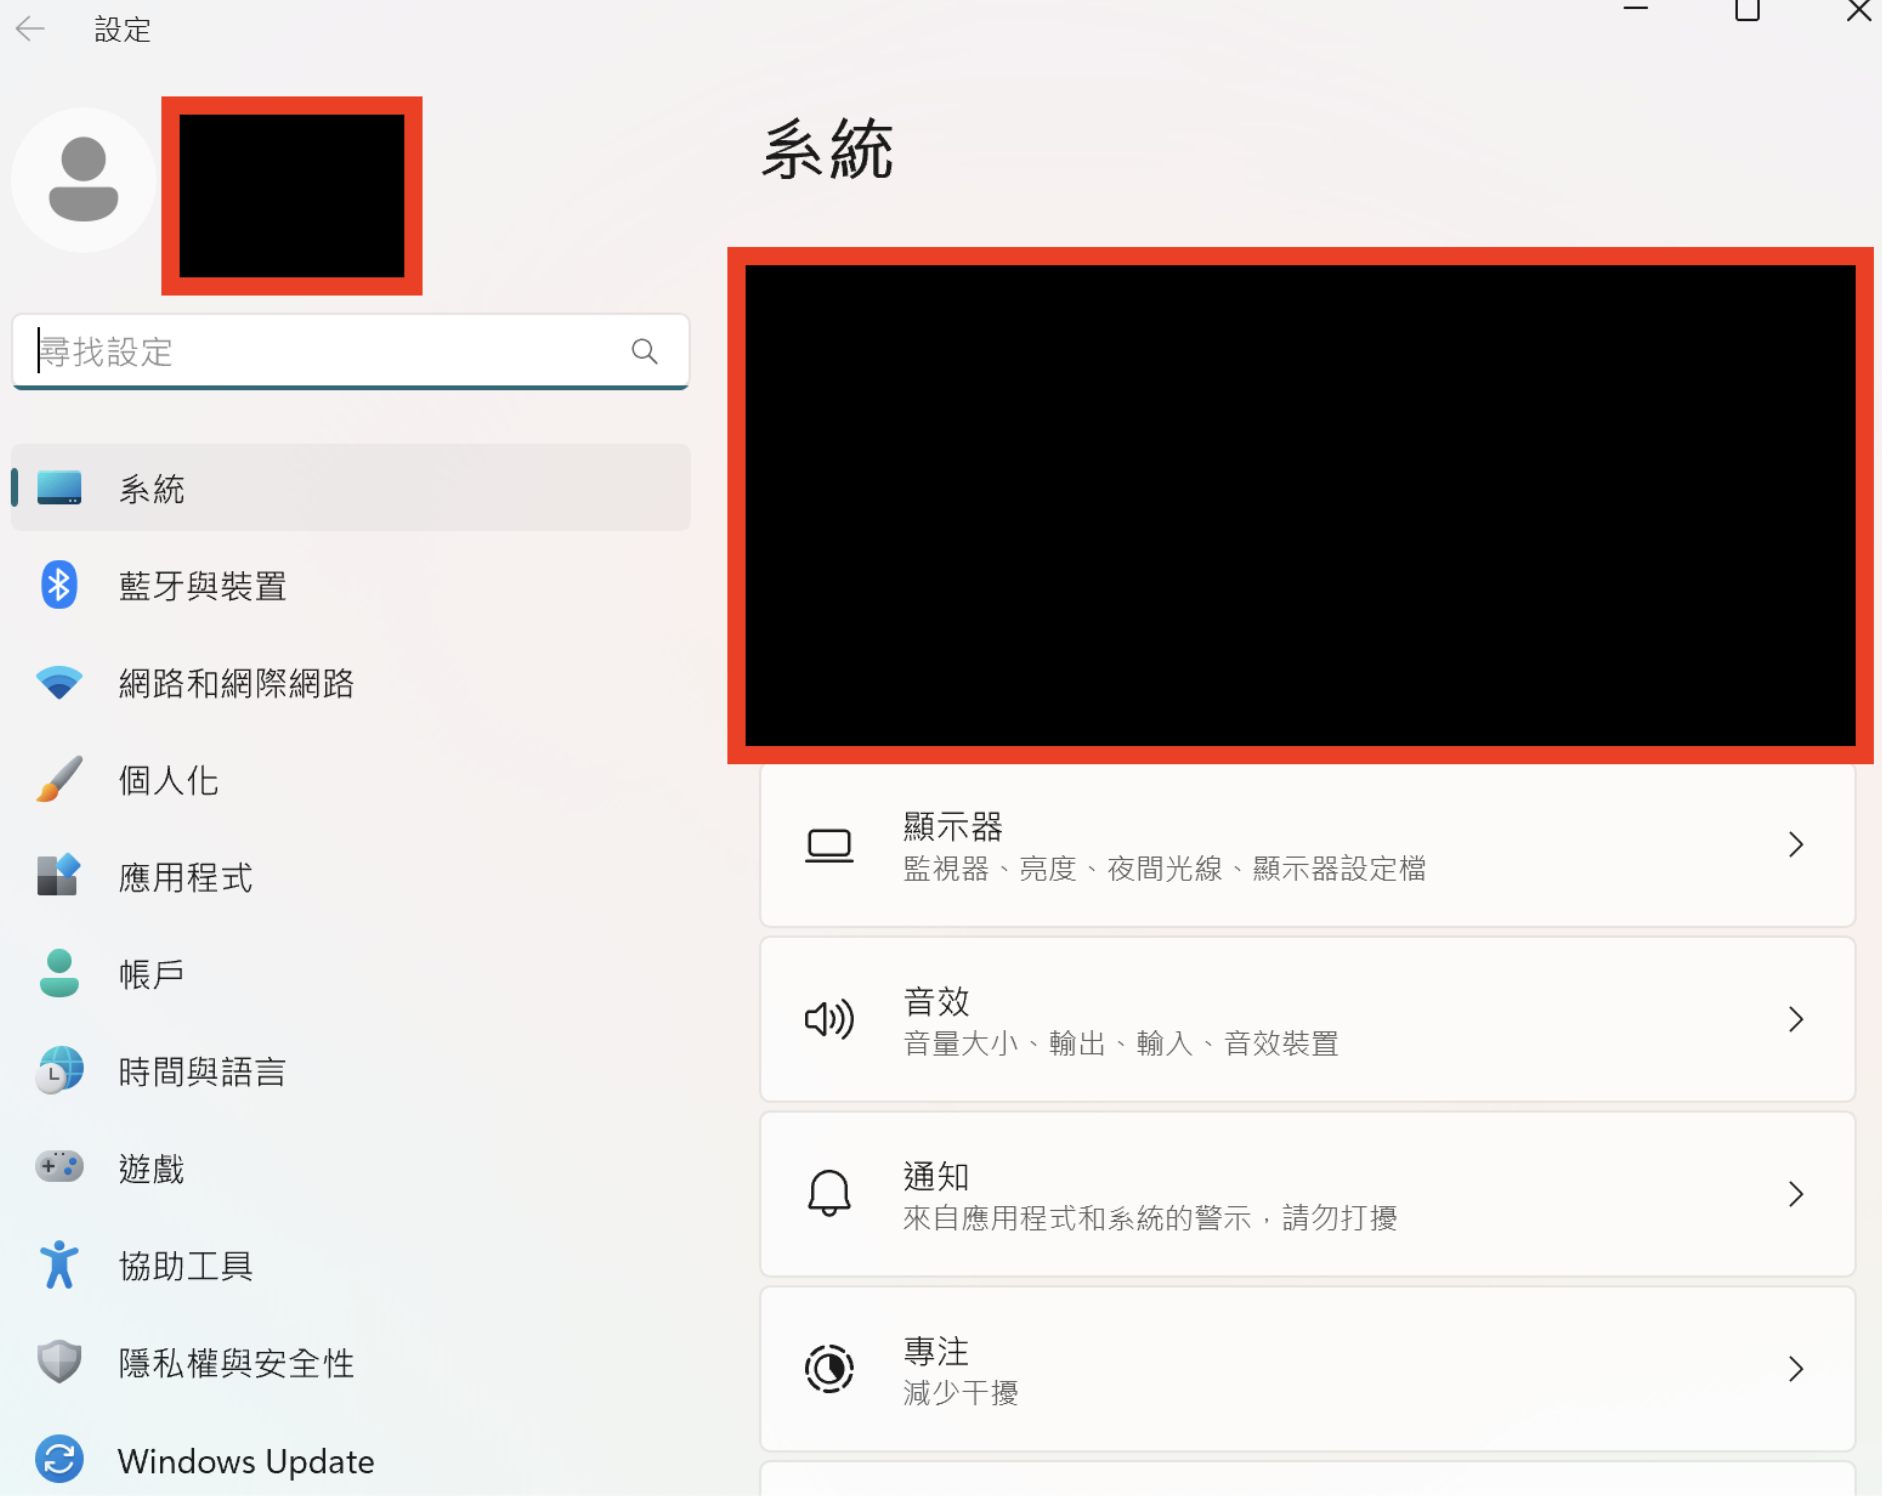 設定
尋找設定
系統
藍牙與裝置
網路和網際網路
個人化
應用程式
帳戶
時間與語言
遊戲
協助工具
隱私權與安全性
Windows Update
系統
顯示器
監視器、亮度、夜間光線、顯示器設定檔
音效
音量大小、輸出、輸入、音效裝置
通知
來自應用程式和系統的警示，請勿打擾
專注
減少干擾